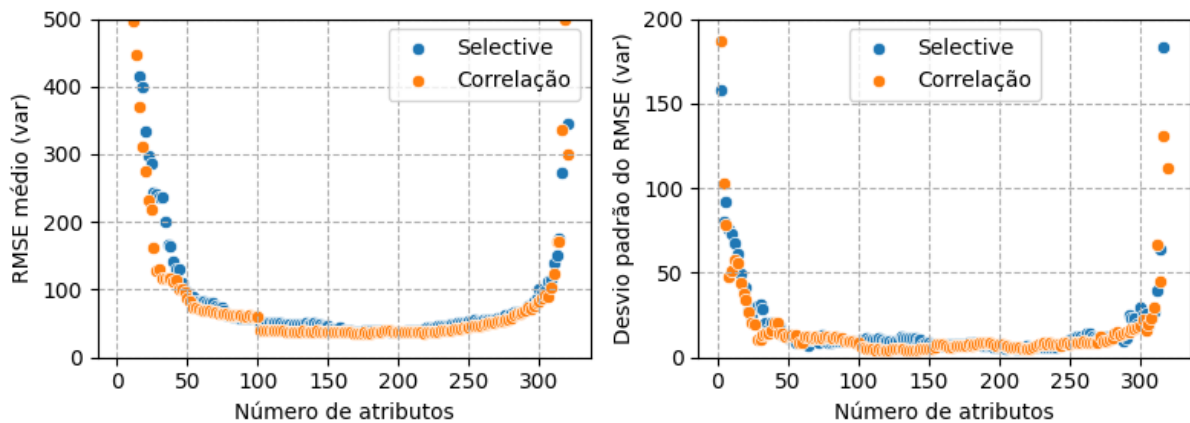 500
400
300
200
100
0
RMSE médio (var)
Selective
Correlação
0 50 100 150 200 250 300
Número de atributos
200
150
100
50
0
Desvio padrão do RMSE (var)
Selective
Correlação
0 50 100 150 200 250 300
Número de atributos